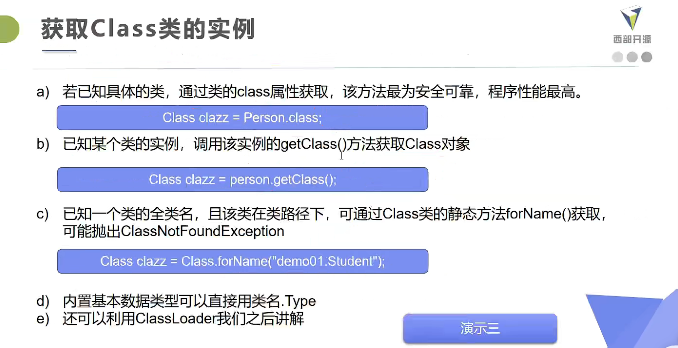 获取Class类的实例
西部开源
a) 若已知具体的类，通过类的class属性获取，该方法最为安全可靠，程序性能最高。
Class clazz = Person.class;
b) 已知某个类的实例，调用该实例的getClass()方法获取Class对象
Class clazz = person.getClass();
c) 已知一个类的全类名，且该类在类路径下，可通过Class类的静态方法forName()获取，
可能抛出ClassNotFoundException
Class clazz = Class.forName("demo01.Student");
d) 内置基本数据类型可以直接用类名.Type
e) 还可以利用ClassLoader我们之后讲解
演示三